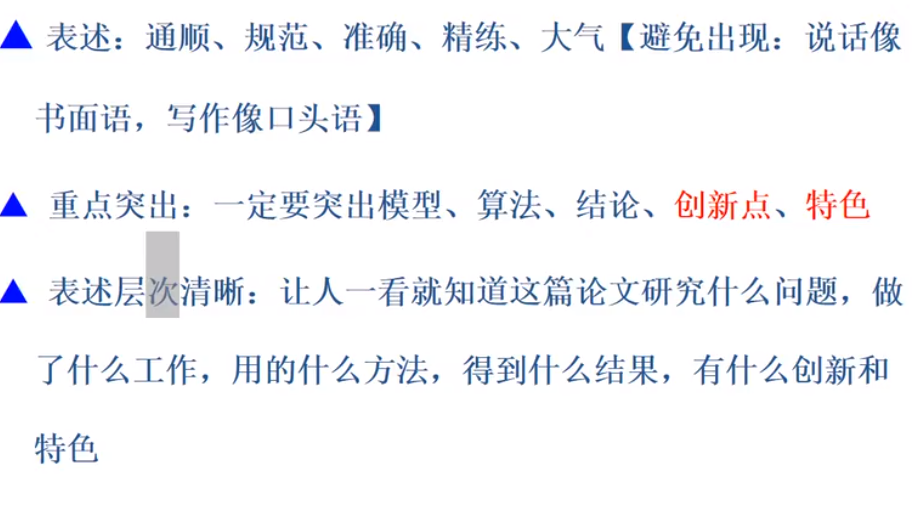 ▲ 表述：通顺、规范、准确、精练、大气【避免出现：说话像
书面语，写作像口头语】
▲ 重点突出：一定要突出模型、算法、结论、创新点、特色
▲ 表述层次清晰：让人一看就知道这篇论文研究什么问题，做
了什么工作，用的什么方法，得到什么结果，有什么创新和
特色